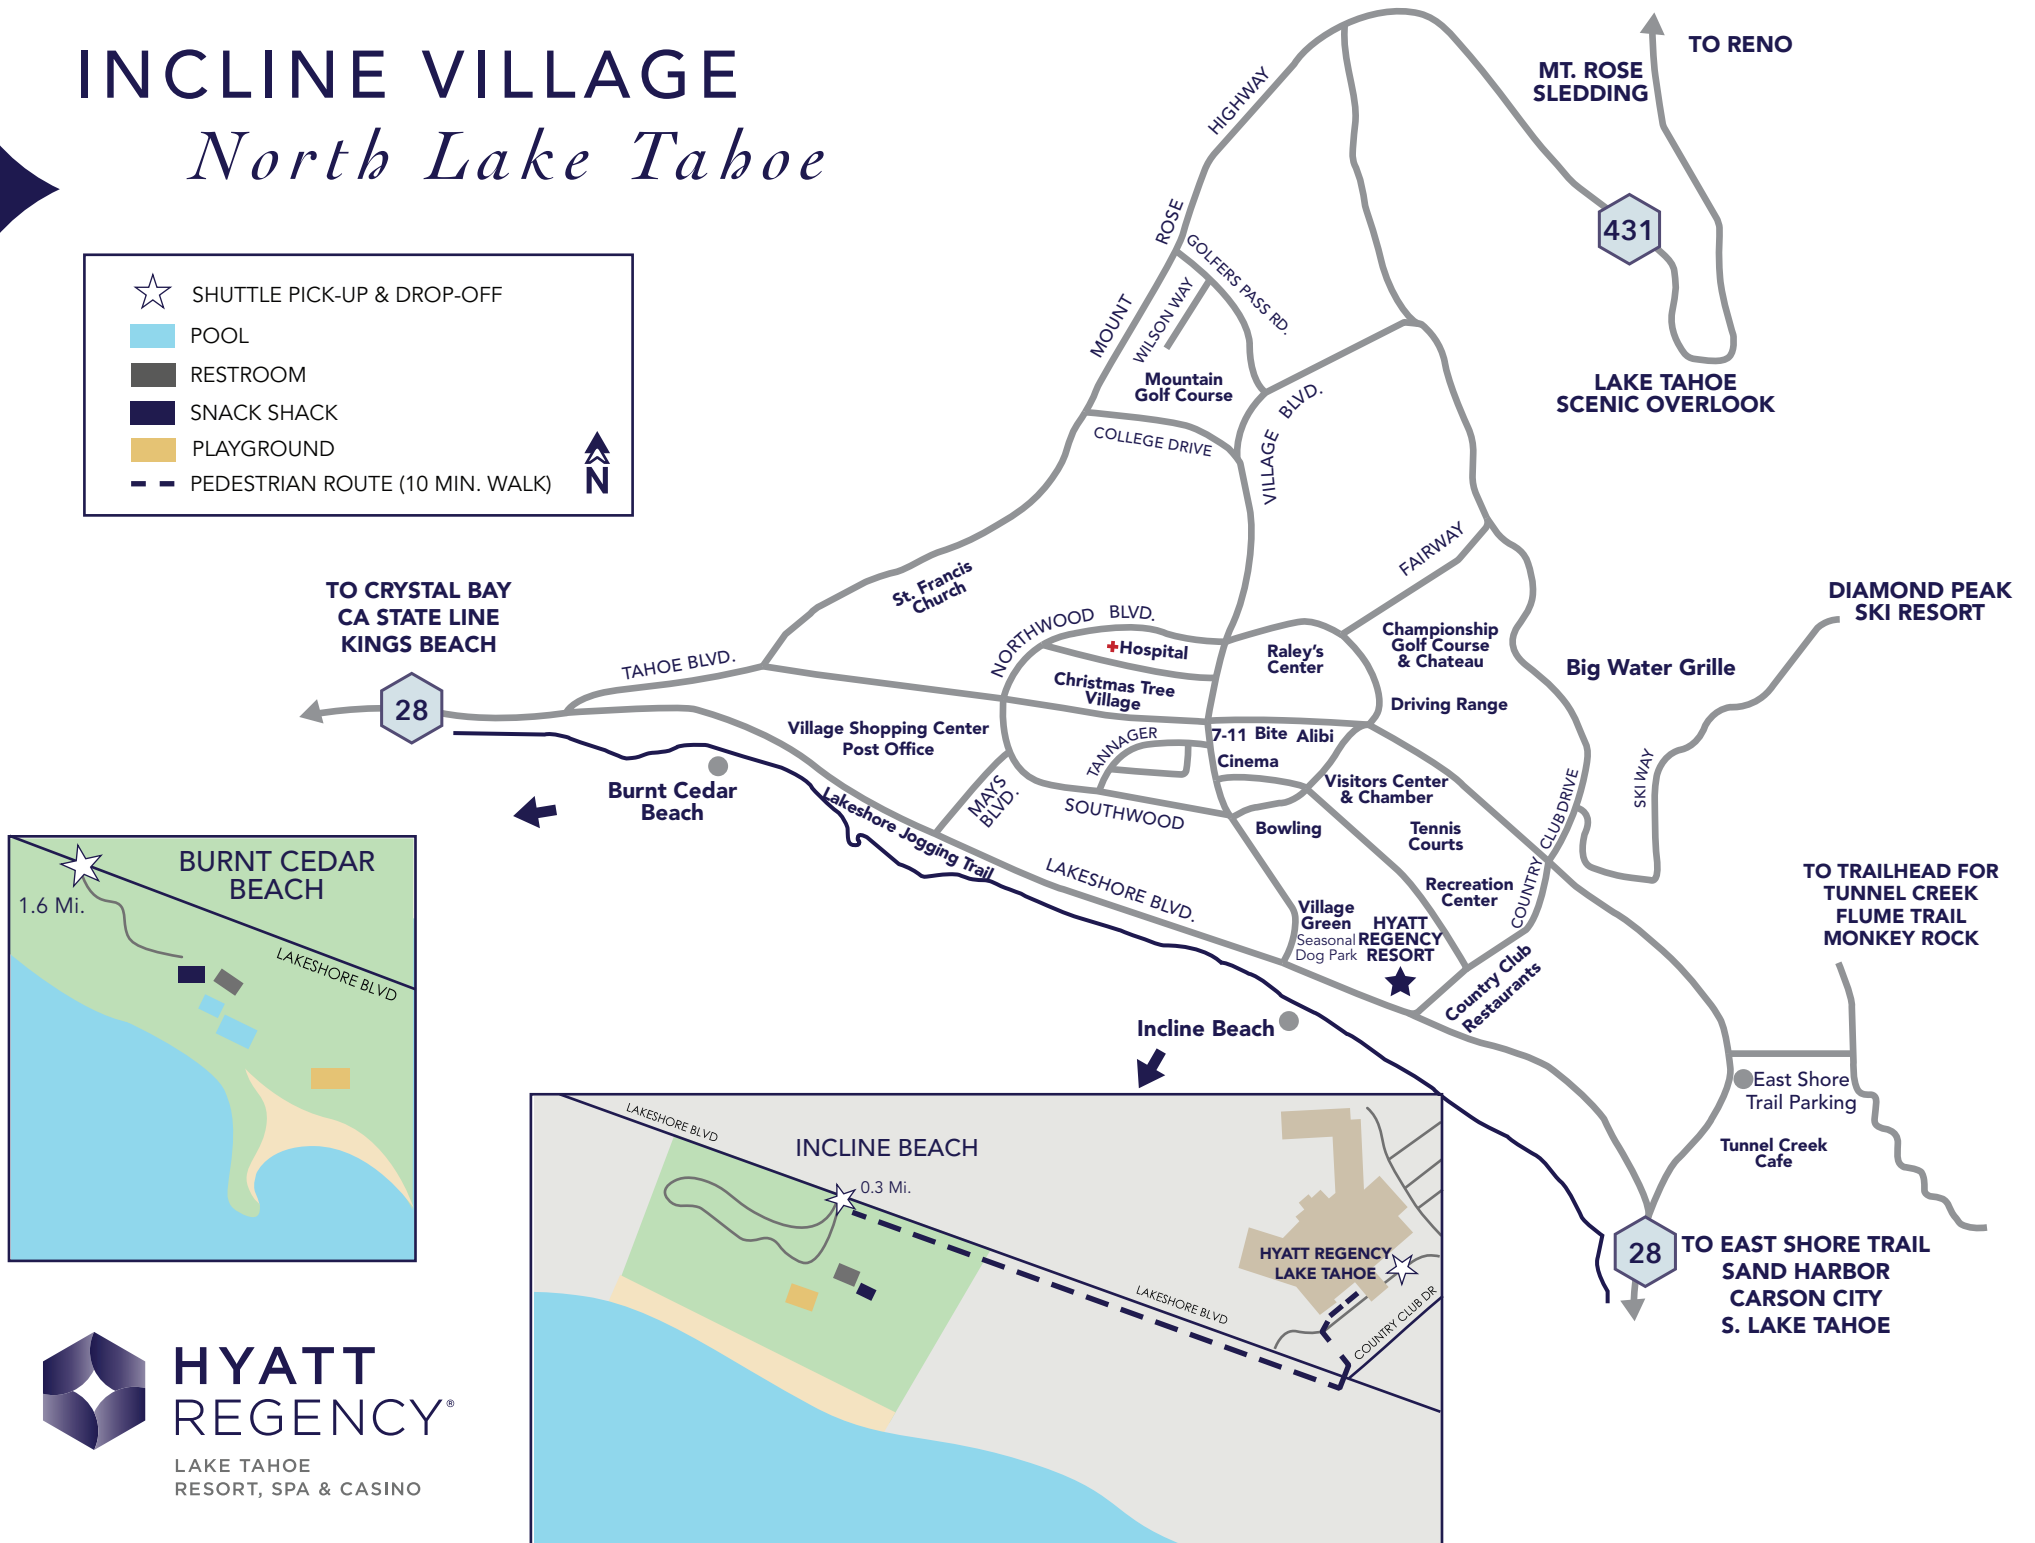 INCLINE VILLAGE
North Lake Tahoe
SHUTTLE PICK-UP & DROP-OFF
POOL
RESTROOM
SNACK SHACK
PLAYGROUND
PEDESTRIAN ROUTE (10 MIN. WALK)
N
TO RENO
MT. ROSE
SLEDDING
431
LAKE TAHOE
SCENIC OVERLOOK
HIGHWAY
ROSE
MOUNT
GOLFERS PASS RD.
WILSON WAY
Mountain
Golf Course
COLLEGE DRIVE
VILLAGE BLVD.
FAIRWAY
St. Francis
Church
TO CRYSTAL BAY
CA STATE LINE
KINGS BEACH
28
TAHOE BLVD.
NORTHWOOD BLVD.
Hospital
Christmas Tree
Village
Raley's
Center
Championship
Golf Course
& Chateau
Driving Range
Big Water Grille
DIAMOND PEAK
SKI RESORT
SKI WAY
Village Shopping Center
Post Office
TANNAGER
7-11 Bite Alibi
Cinema
Visitors Center
& Chamber
MAYS
BLVD.
SOUTHWOOD
Bowling
Tennis
Courts
Recreation
Center
COUNTRY CLUB DRIVE
Burnt Cedar
Beach
Lakeshore Jogging Trail
LAKESHORE BLVD.
Village
Green
Seasonal
Dog Park
HYATT
REGENCY
RESORT
Country Club
Restaurants
TO TRAILHEAD FOR
TUNNEL CREEK
FLUME TRAIL
MONKEY ROCK
Incline Beach
East Shore
Trail Parking
Tunnel Creek
Cafe
28
TO EAST SHORE TRAIL
SAND HARBOR
CARSON CITY
S. LAKE TAHOE
BURNT CEDAR
BEACH
1.6 Mi.
LAKESHORE BLVD
LAKESHORE BLVD
INCLINE BEACH
0.3 Mi.
HYATT REGENCY
LAKE TAHOE
LAKESHORE BLVD
COUNTRY CLUB DR
HYATT
REGENCY®
LAKE TAHOE
RESORT, SPA & CASINO